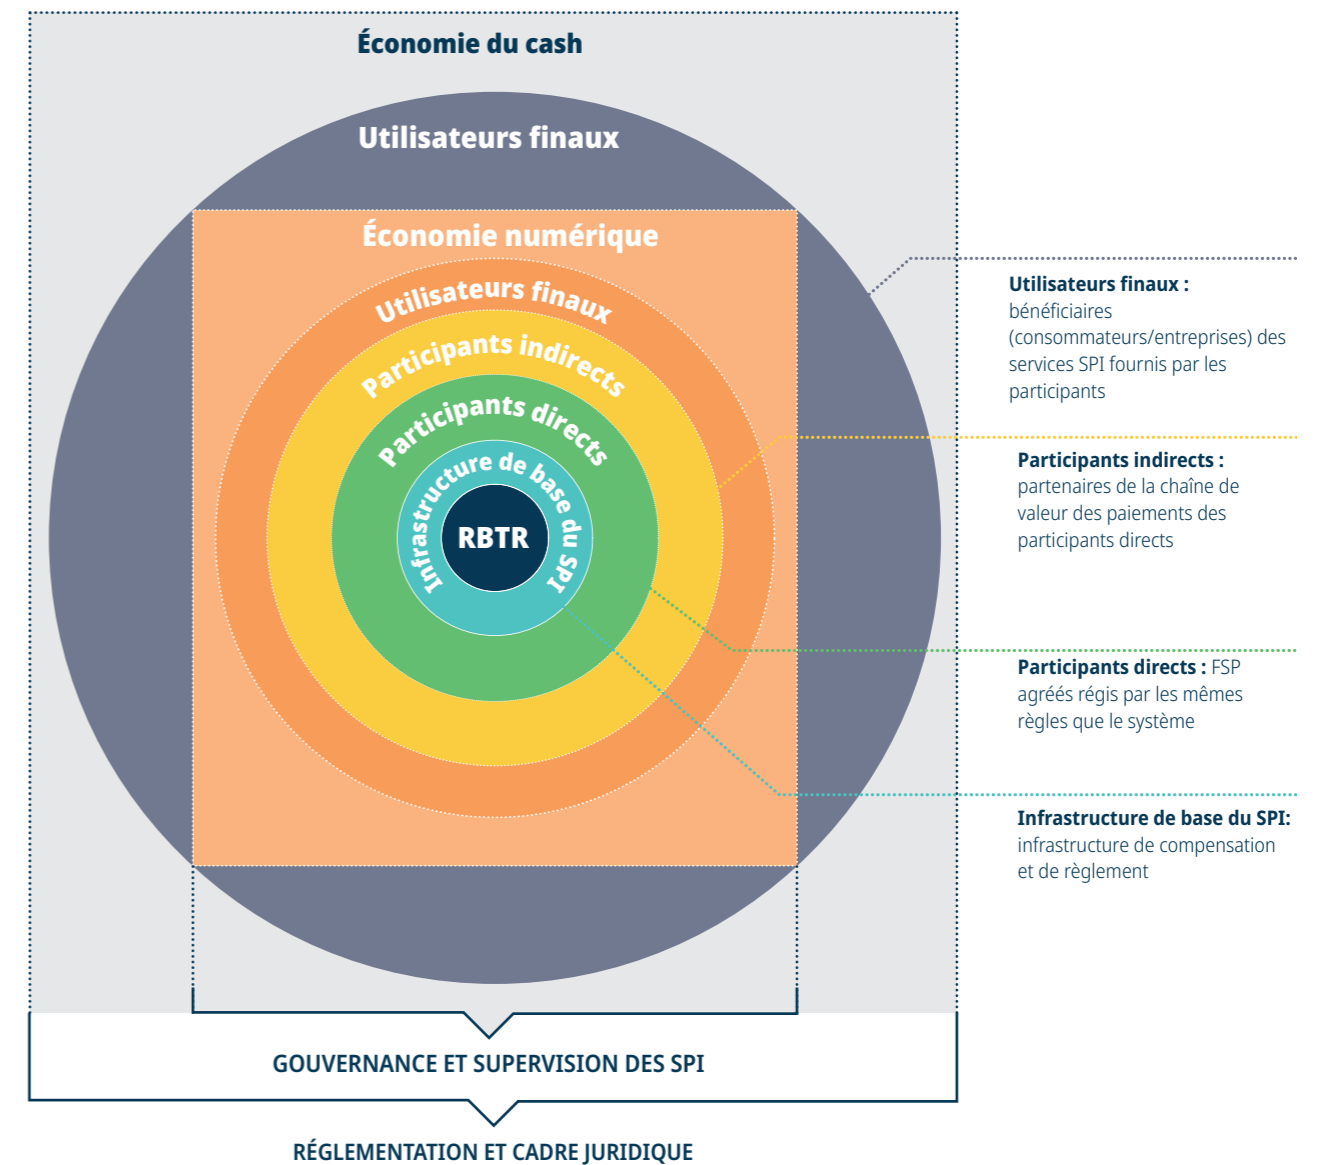 Économie du cash
Utilisateurs finaux
Économie numérique
Utilisateurs finaux
Participants indirects
Participants directs
Infrastructure de base du SPI
RBTR
Utilisateurs finaux :
bénéficiaires
(consommateurs/entreprises) des
services SPI fournis par les
participants
Participants indirects :
partenaires de la chaîne de
valeur des paiements des
participants directs
Participants directs : FSP
agréés régis par les mêmes
règles que le système
Infrastructure de base du SPI:
infrastructure de compensation
et de règlement
GOUVERNANCE ET SUPERVISION DES SPI
RÉGLEMENTATION ET CADRE JURIDIQUE